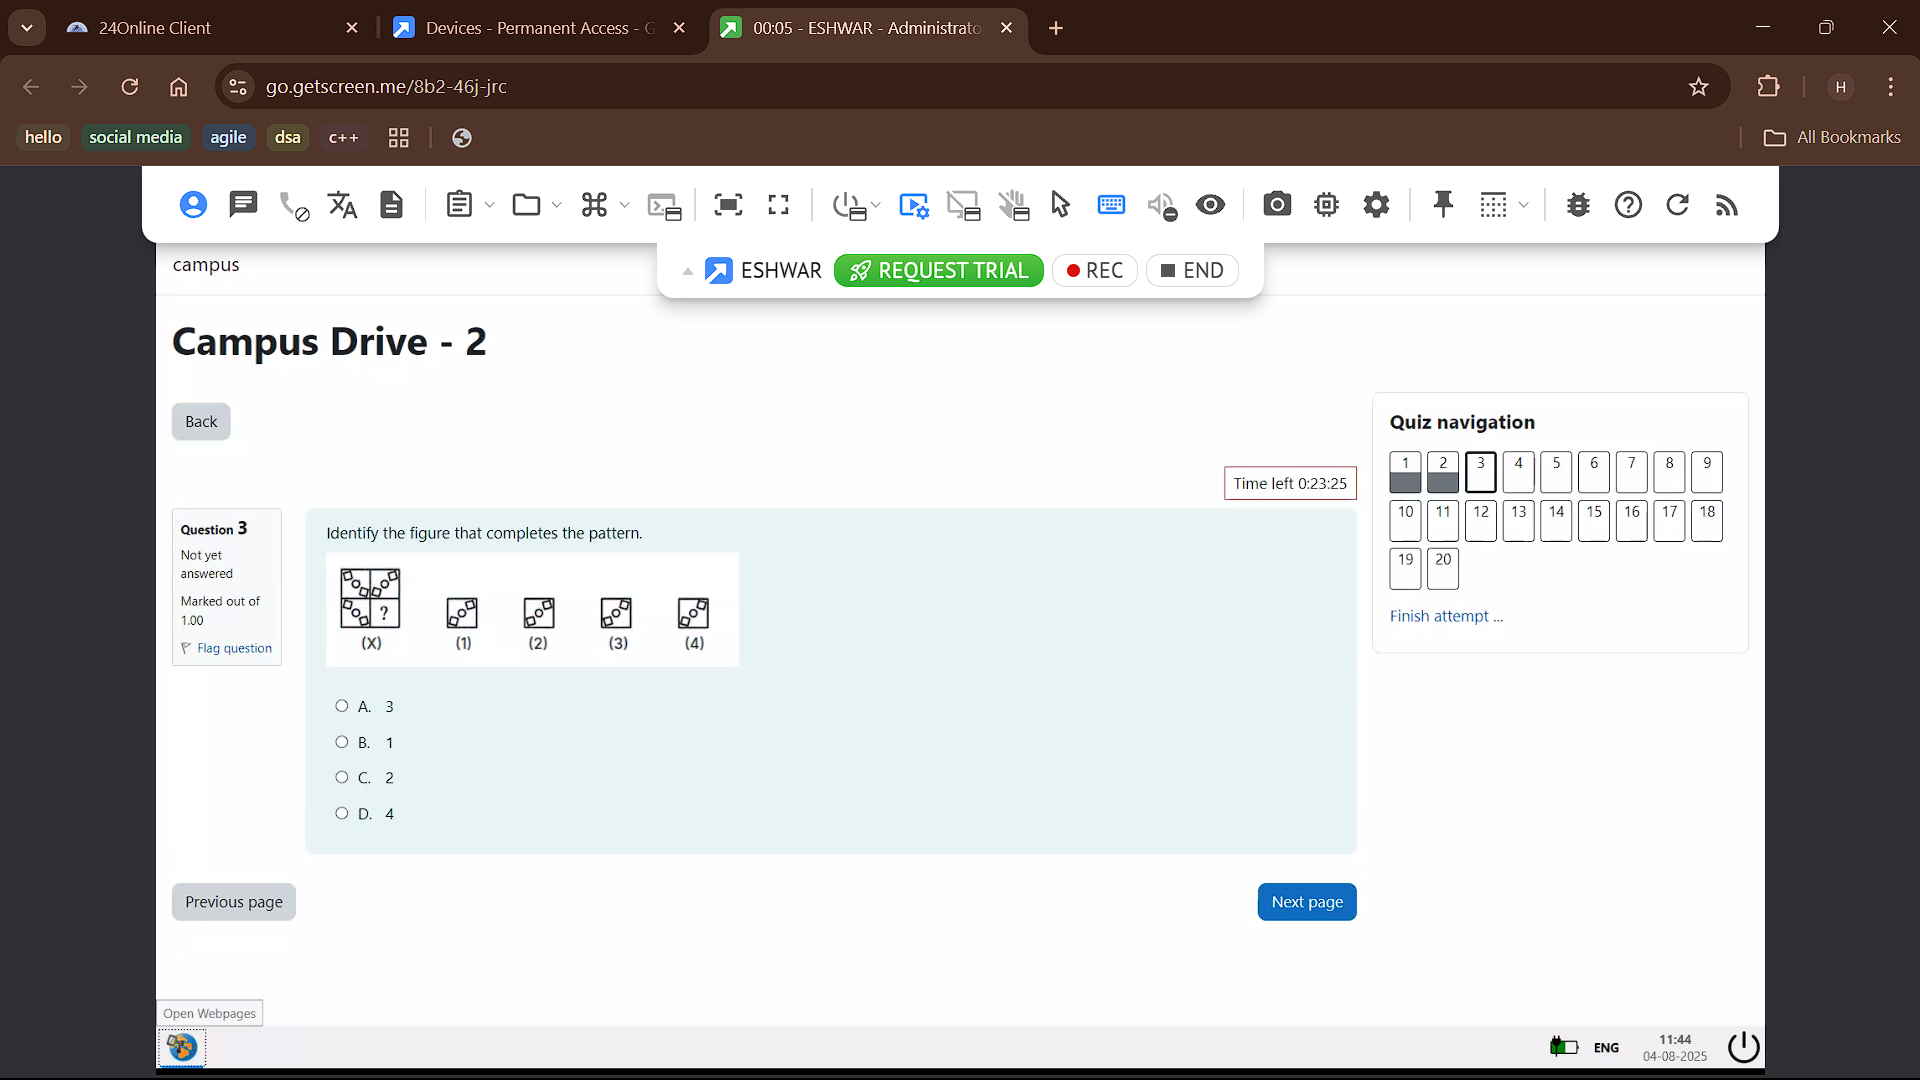 24Online Client
Devices - Permanent Access - G
00:05 - ESHWAR - Administrato
go.getscreen.me/8b2-46j-jrc
H
hello
social media
agile
dsa
c++
All Bookmarks
ESHWAR
REQUEST TRIAL
REC
END
campus
Campus Drive - 2
Back
Time left 0:23:25
Question 3
Not yet
answered
Marked out of
1.00
Flag question
Identify the figure that completes the pattern.
?
(X)
(1)
(2)
(3)
(4)
A. 3
B. 1
C. 2
D. 4
Previous page
Next page
Quiz navigation
1 2 3 4 5 6 7 8 9
10 11 12 13 14 15 16 17 18
19 20
Finish attempt ...
Open Webpages
ENG
11:44
04-08-2025